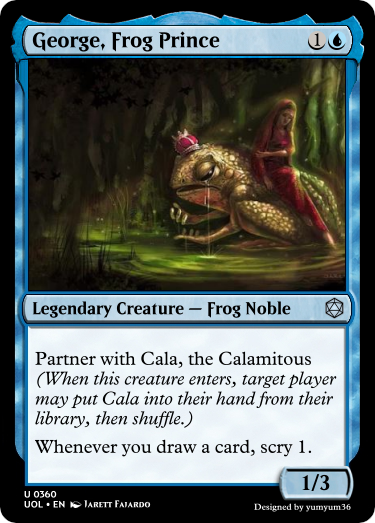 George, Frog Prince 1
Legendary Creature — Frog Noble
Partner with Cala, the Calamitous
(When this creature enters, target player
may put Cala into their hand from their
library, then shuffle.)
Whenever you draw a card, scry 1.
1/3
U 0360
UOL • EN Jarett Fajardo
Designed by yumyum36